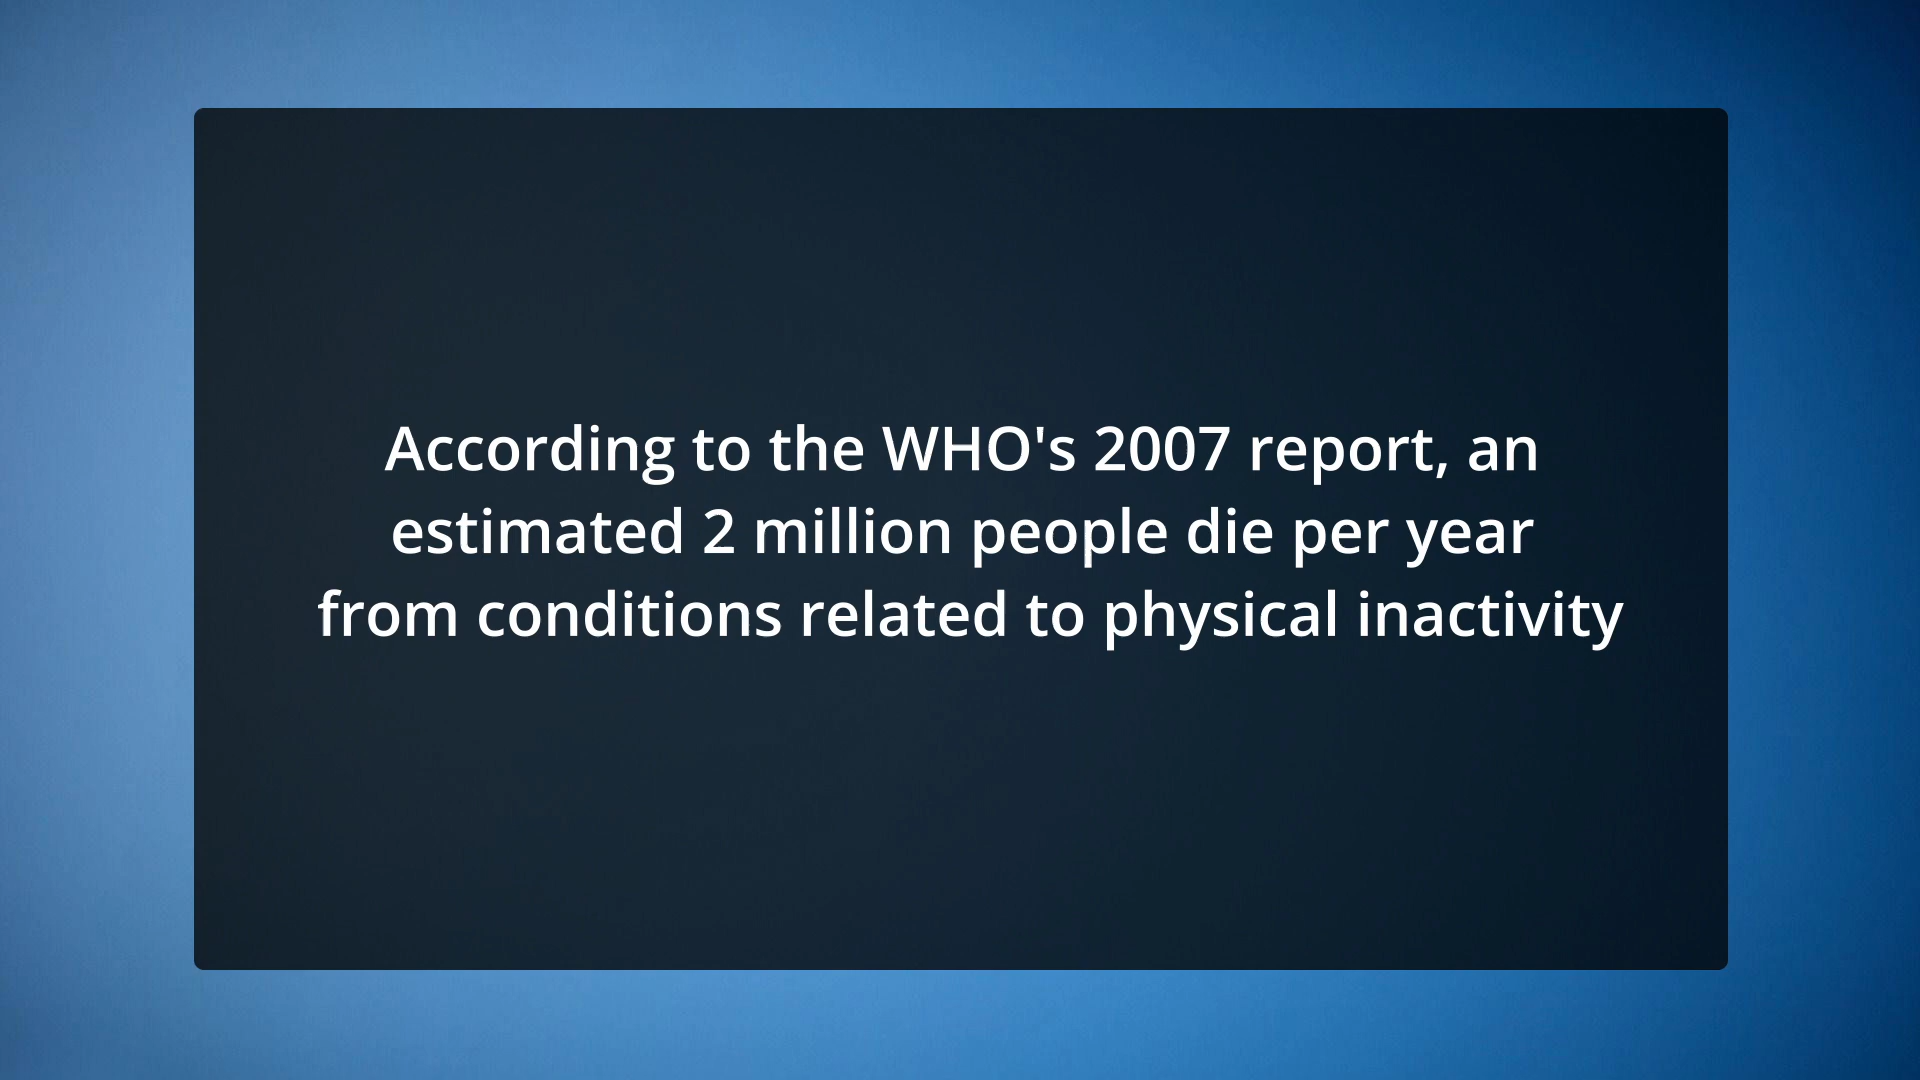 According to the WHO's 2007 report, an
estimated 2 million people die per year
from conditions related to physical inactivity